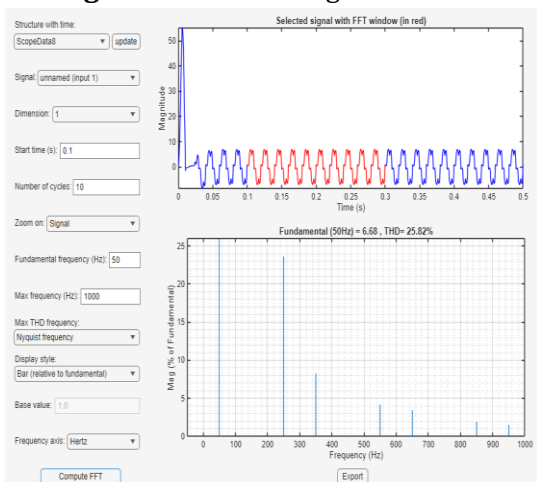 Structure with time:
ScopeData8
update
Signal: unnamed (input 1)
Dimension: 1
Start time (s): 0.1
Number of cycles: 10
Zoom on: Signal
Fundamental frequency (Hz): 50
Max frequency (Hz): 1000
Max THD frequency:
Nyquist frequency
Display style:
Bar (relative to fundamental)
Base value: 1.0
Frequency axis: Hertz
Compute FFT
Selected signal with FFT window (in red)
Magnitude
50
40
30
20
10
0
0 0.05 0.1 0.15 0.2 0.25 0.3 0.35 0.4 0.45 0.5
Time (s)
Fundamental (50Hz) = 6.68 , THD= 25.82%
Mag (% of Fundamental)
25
20
15
10
5
0
0 100 200 300 400 500 600 700 800 900 1000
Frequency (Hz)
Export